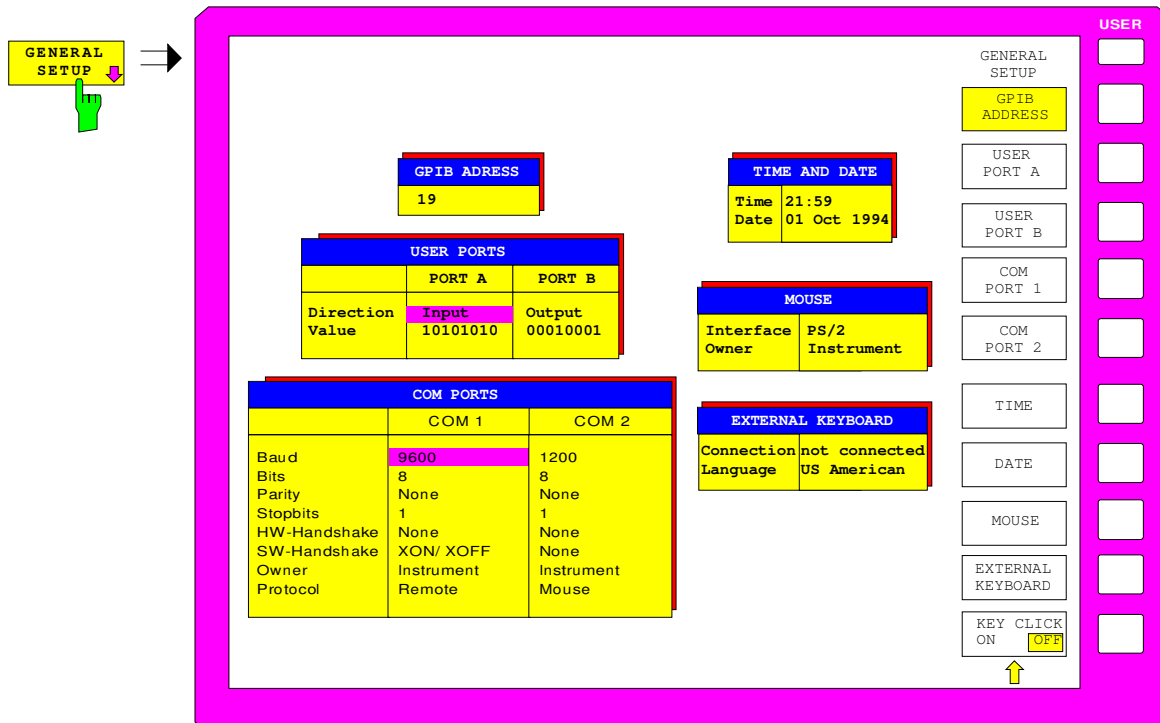 GENERAL
SETUP
USER
GENERAL
SETUP
GPIB
ADDRESS
USER
PORT A
USER
PORT B
COM
PORT 1
COM
PORT 2
TIME
DATE
MOUSE
EXTERNAL
KEYBOARD
KEY CLICK
ON OFF
GPIB ADRESS
19
USER PORTS
PORT A PORT B
Direction Input Output
Value 10101010 00010001
COM PORTS
COM 1 COM 2
Baud 9600 1200
Bits 8 8
Parity None None
Stopbits 1 1
HW-Handshake None None
SW-Handshake XON/ XOFF None
Owner Instrument Instrument
Protocol Remote Mouse
TIME AND DATE
Time 21:59
Date 01 Oct 1994
MOUSE
Interface PS/2
Owner Instrument
EXTERNAL KEYBOARD
Connection not connected
Language US American